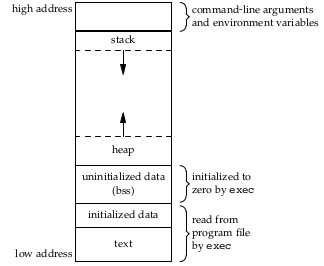 high address
command-line arguments
and environment variables
stack
heap
uninitialized data
(bss)
initialized to
zero by exec
initialized data
read from
program file
by exec
text
low address